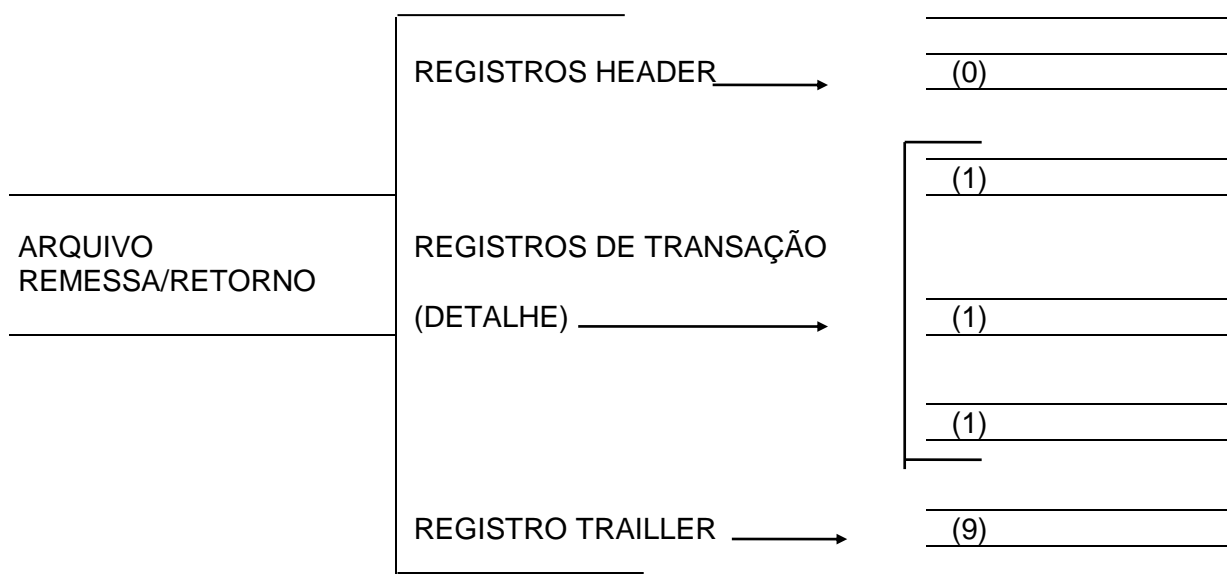 REGISTROS HEADER
(0)
(1)
ARQUIVO
REMESSA/RETORNO
REGISTROS DE TRANSAÇÃO
(DETALHE)
(1)
(1)
REGISTRO TRAILLER
(9)